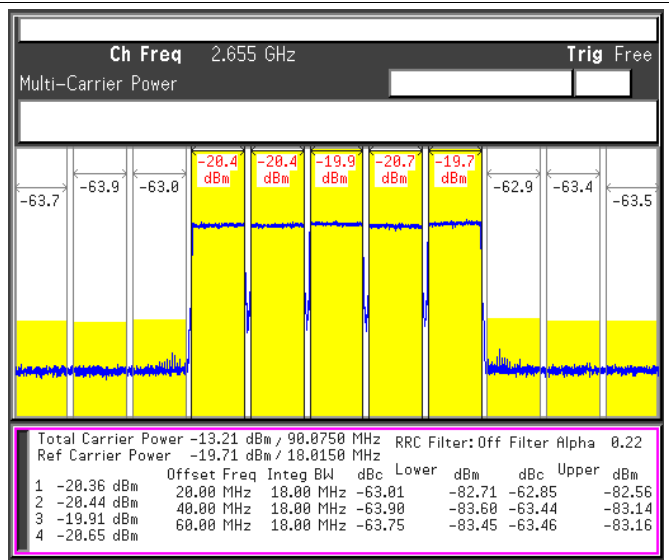 Ch Freq 2.655 GHz Trig Free
Multi-Carrier Power
-63.7 -63.9 -63.0 -20.4 dBm -20.4 dBm -19.9 dBm -20.7 dBm -19.7 dBm -62.9 -63.4 -63.5
Total Carrier Power -13.21 dBm / 90.0750 MHz RRC Filter: Off Filter Alpha 0.22
Ref Carrier Power -19.71 dBm / 18.0150 MHz
Offset Freq Integ BW dBc Lower dBm dBc Upper dBm
1 -20.36 dBm 20.00 MHz 18.00 MHz -63.01 -82.71 -62.85 -82.56
2 -20.44 dBm 40.00 MHz 18.00 MHz -63.90 -83.60 -63.44 -83.14
3 -19.91 dBm 60.00 MHz 18.00 MHz -63.75 -83.45 -63.46 -83.16
4 -20.65 dBm